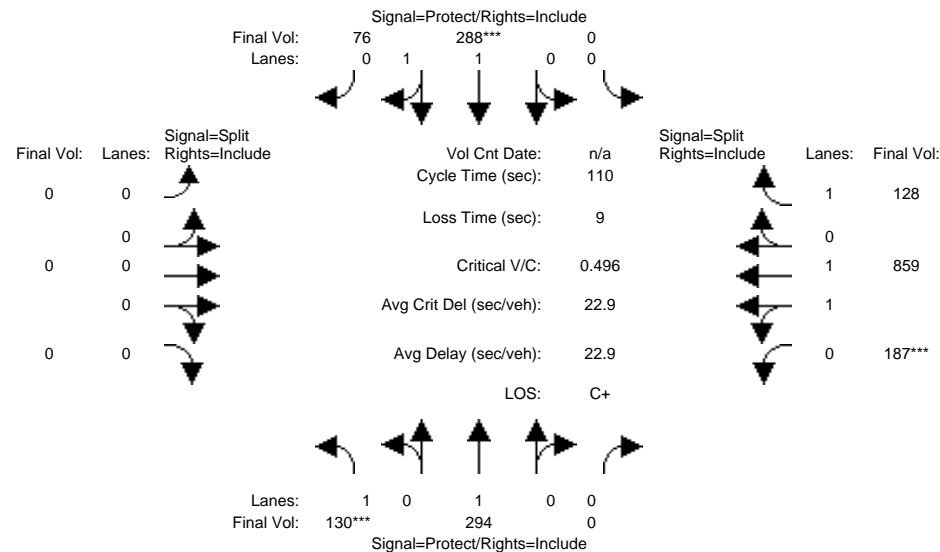 Signal=Protect/Rights=Include
Final Vol: 76 288*** 0
Lanes: 0 1 1 0 0
Signal=Split Signal=Split
Final Vol: Lanes: Rights=Include Vol Cnt Date: n/a Rights=Include Lanes: Final Vol:
Cycle Time (sec): 110
0 0 1 128
Loss Time (sec): 9
0 0
0 0 Critical V/C: 0.496 1 859
0 Avg Crit Del (sec/veh): 22.9 1
0 0 Avg Delay (sec/veh): 22.9 0 187***
LOS: C+
Lanes: 1 0 1 0 0
Final Vol: 130*** 294 0
Signal=Protect/Rights=Include